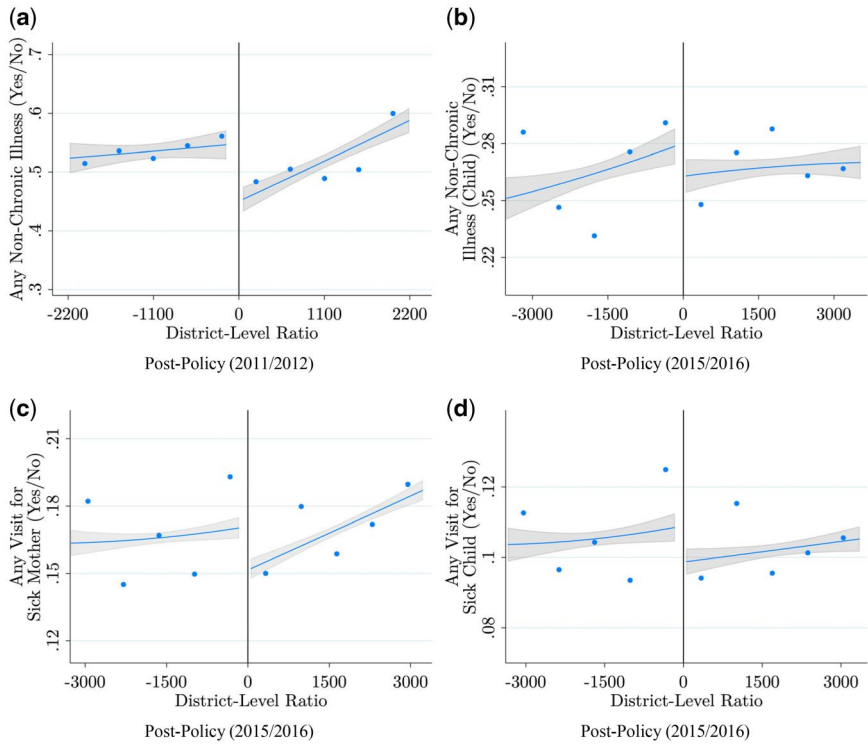 (a)
Any Non-Chronic Illness (Yes/No)
.7
.6
.5
.4
.3
-2200 -1100 0 1100 2200
District-Level Ratio
Post-Policy (2011/2012)
(b)
Any Non-Chronic
Illness (Child) (Yes/No)
.31
.28
.25
.22
-3000 -1500 0 1500 3000
District-Level Ratio
Post-Policy (2015/2016)
(c)
Any Visit for
Sick Mother (Yes/No)
.21
.18
.15
.12
-3000 -1500 0 1500 3000
District-Level Ratio
Post-Policy (2015/2016)
(d)
Any Visit for
Sick Child (Yes/No)
.12
.1
.08
-3000 -1500 0 1500 3000
District-Level Ratio
Post-Policy (2015/2016)